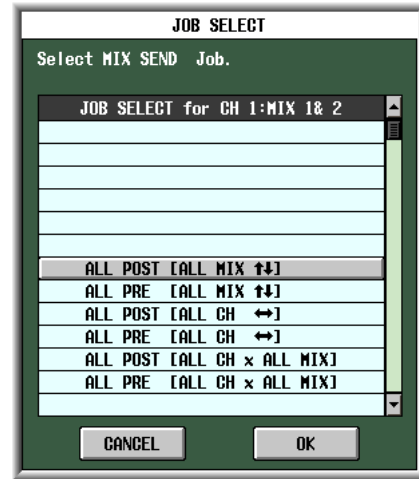 JOB SELECT
Select MIX SEND Job.
JOB SELECT for CH 1:MIX 1& 2
ALL POST [ALL MIX ↑↓]
ALL PRE [ALL MIX ↑↓]
ALL POST [ALL CH ↔]
ALL PRE [ALL CH ↔]
ALL POST [ALL CH x ALL MIX]
ALL PRE [ALL CH x ALL MIX]
CANCEL OK